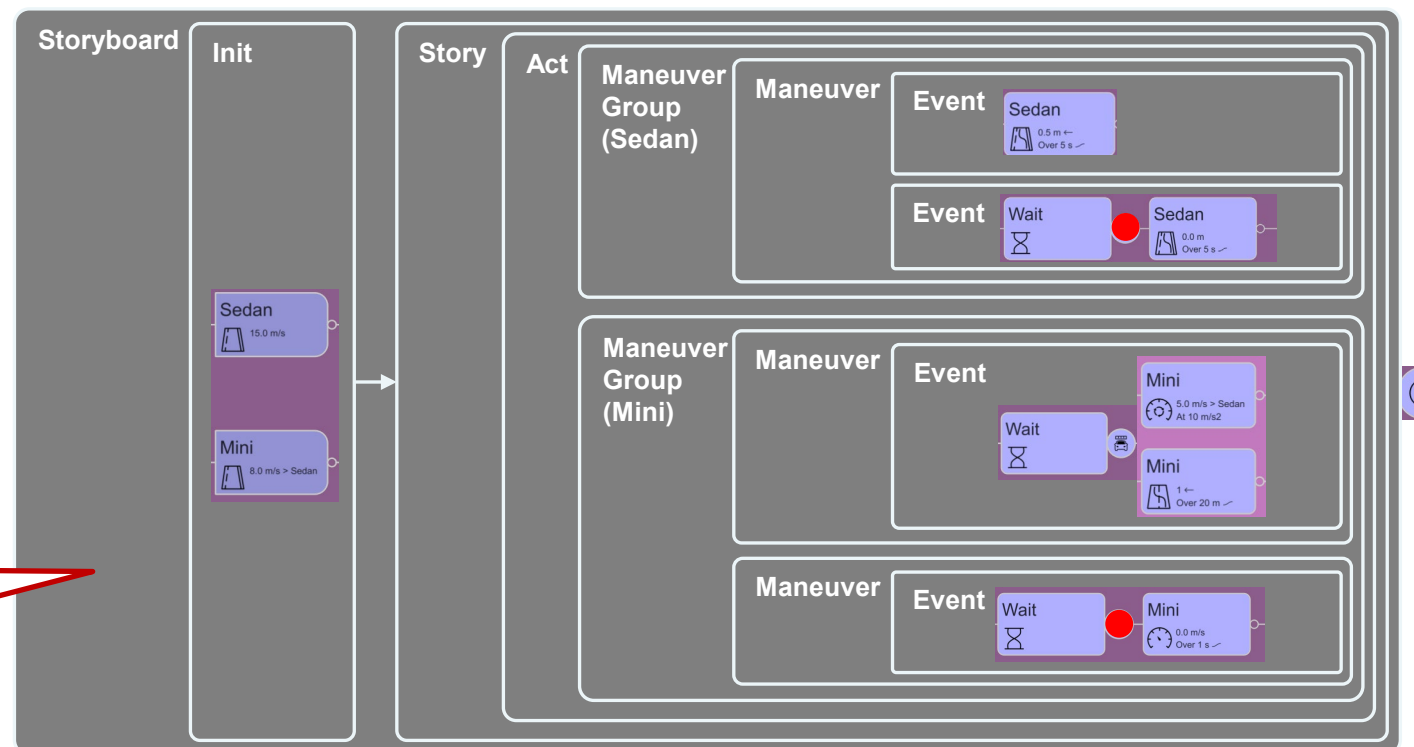 Storyboard
Init
Sedan
15.0 m/s
Mini
8.0 m/s > Sedan
Story
Act
Maneuver
Group
(Sedan)
Maneuver
Event
Sedan
0.5 m ←
Over 5 s
Event
Wait
Sedan
0.0 m
Over 5 s
Maneuver
Group
(Mini)
Maneuver
Event
Wait
Mini
5.0 m/s > Sedan
At 10 m/s2
Mini
1 ←
Over 20 m
Maneuver
Event
Wait
Mini
0.0 m/s
Over 1 s